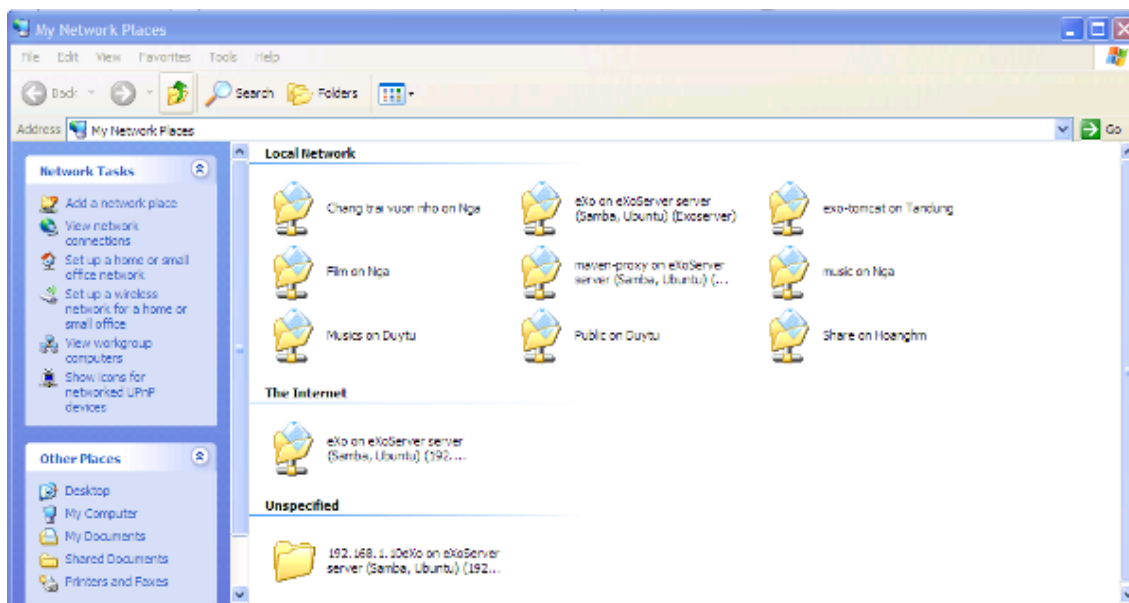 My Network Places
File Edit View Favorites Tools Help
Back Search Folders
Address My Network Places Go
Network Tasks
Add a network place
View network
connections
Set up a home or small
office network
Set up a wireless
network for a home or
small office
View workgroup
computers
Show icons for
networked UPnP
devices
Other Places
Desktop
My Computer
My Documents
Shared Documents
Printers and Faxes
Local Network
Chang trai vuon nho on Nga
eXo on eXoServer server
(Samba, Ubuntu) (Exoserver)
exo-tomcat on Tandung
Film on Nga
maven-proxy on eXoServer
server (Samba, Ubuntu) (...
music on Nga
Musics on Duytu
Public on Duytu
Share on Hoanghm
The Internet
eXo on eXoServer server
(Samba, Ubuntu) (192....
Unspecified
192.168.1.10eXo on eXoServer
server (Samba, Ubuntu) (192...